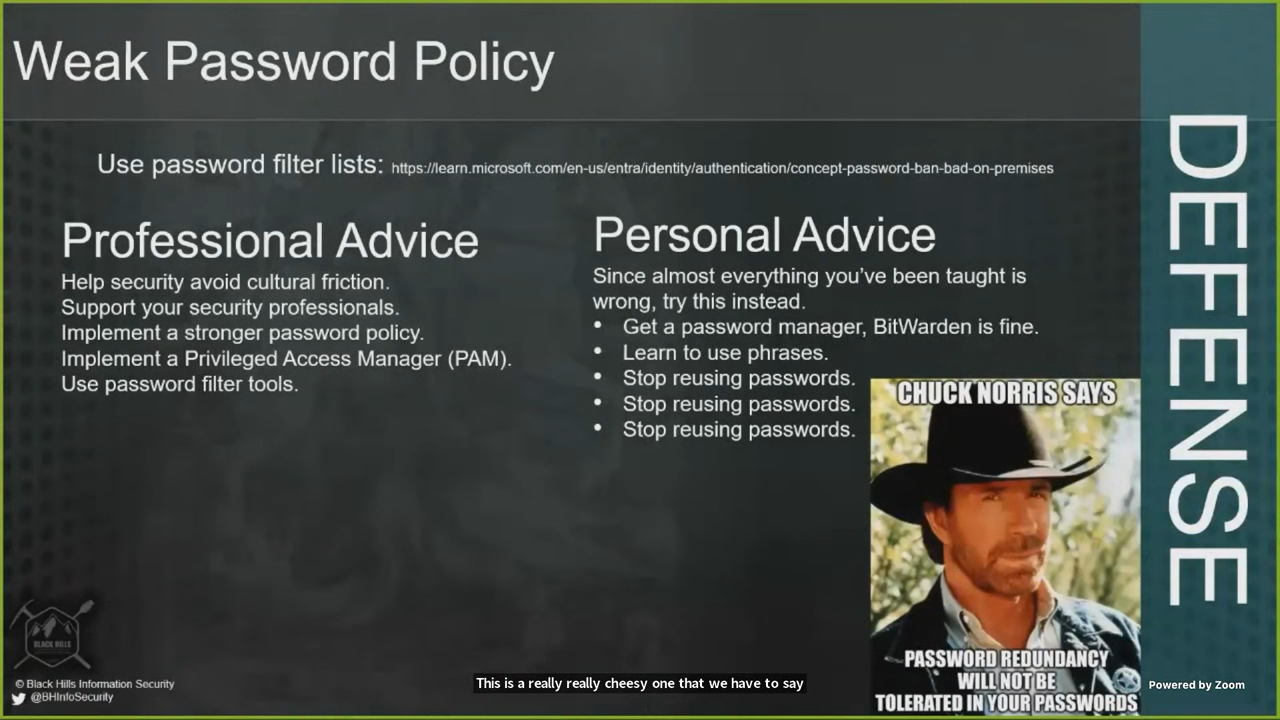 Weak Password Policy
Use password filter lists: https://learn.microsoft.com/en-us/entra/identity/authentication/concept-password-ban-bad-on-premises
Professional Advice
Help security avoid cultural friction.
Support your security professionals.
Implement a stronger password policy.
Implement a Privileged Access Manager (PAM).
Use password filter tools.
Personal Advice
Since almost everything you’ve been taught is
wrong, try this instead.
• Get a password manager, BitWarden is fine.
• Learn to use phrases.
• Stop reusing passwords.
• Stop reusing passwords.
• Stop reusing passwords.
CHUCK NORRIS SAYS
PASSWORD REDUNDANCY
WILL NOT BE
TOLERATED IN YOUR PASSWORDS
DEFENSE
BLACK HILLS
© Black Hills Information Security
@BHInfoSecurity
This is a really really cheesy one that we have to say
Powered by Zoom